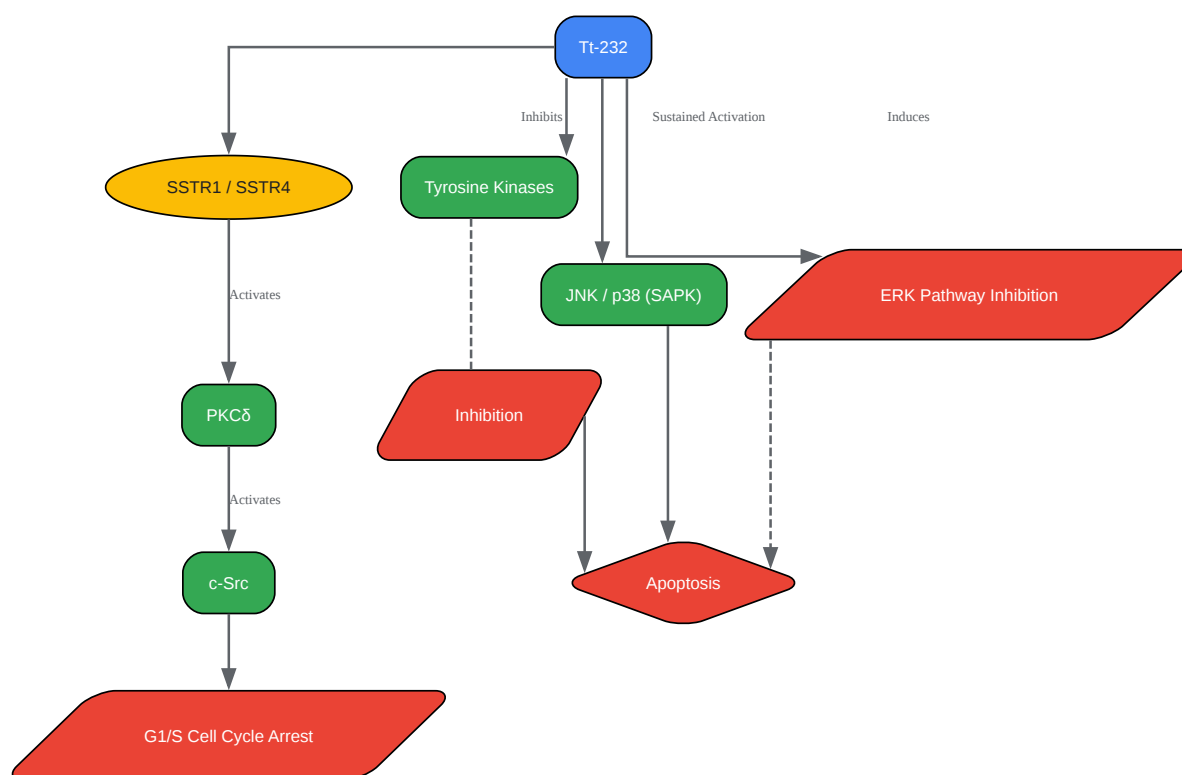 Tt-232
Inhibits
Sustained Activation
Induces
SSTR1 / SSTR4
Tyrosine Kinases
Activates
JNK / p38 (SAPK)
ERK Pathway Inhibition
PKCδ
Inhibition
Activates
c-Src
Apoptosis
G1/S Cell Cycle Arrest